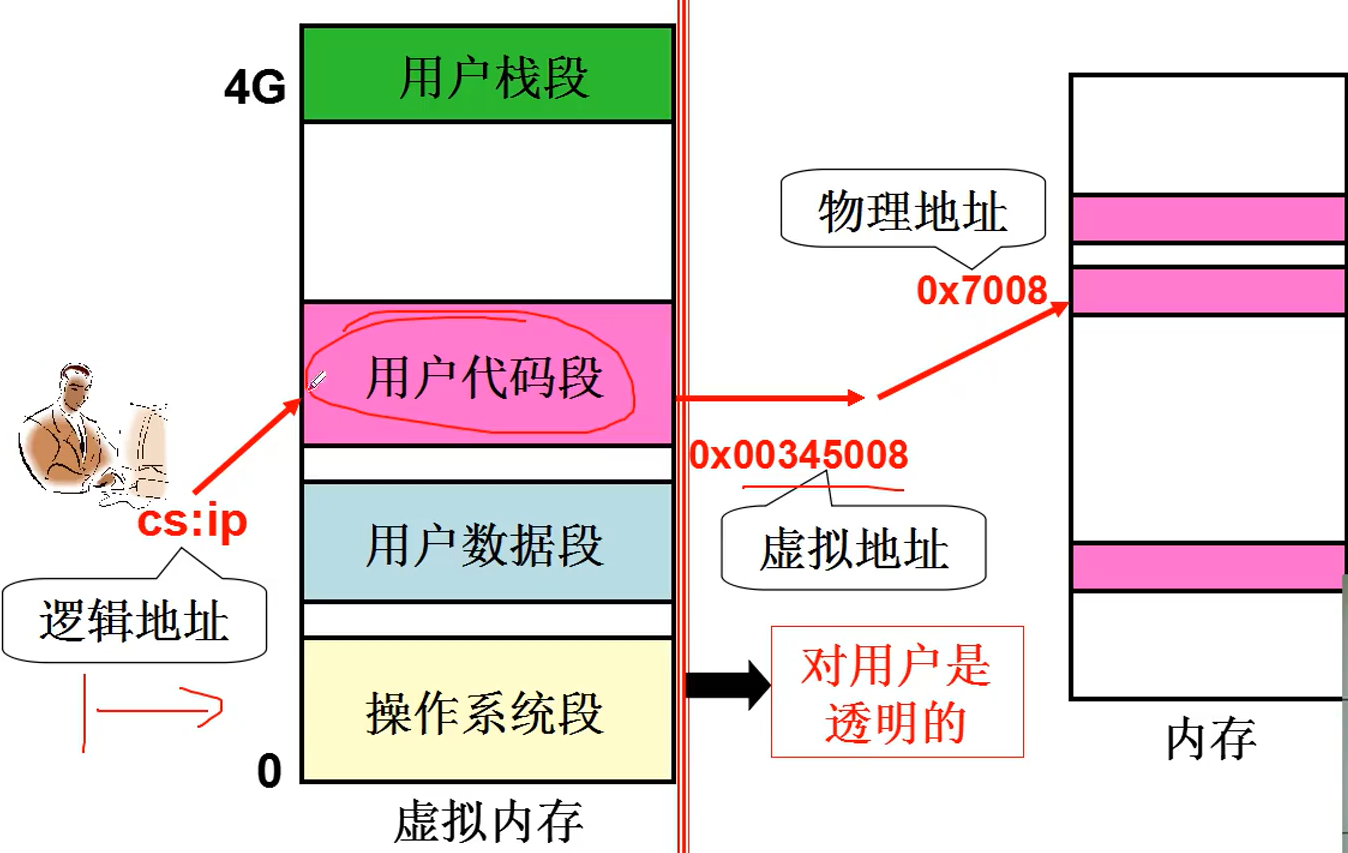 4G
用户栈段
物理地址
0x7008
用户代码段
0x00345008
cs:ip
用户数据段
虚拟地址
逻辑地址
对用户是
透明的
操作系统段
0
内存
虚拟内存